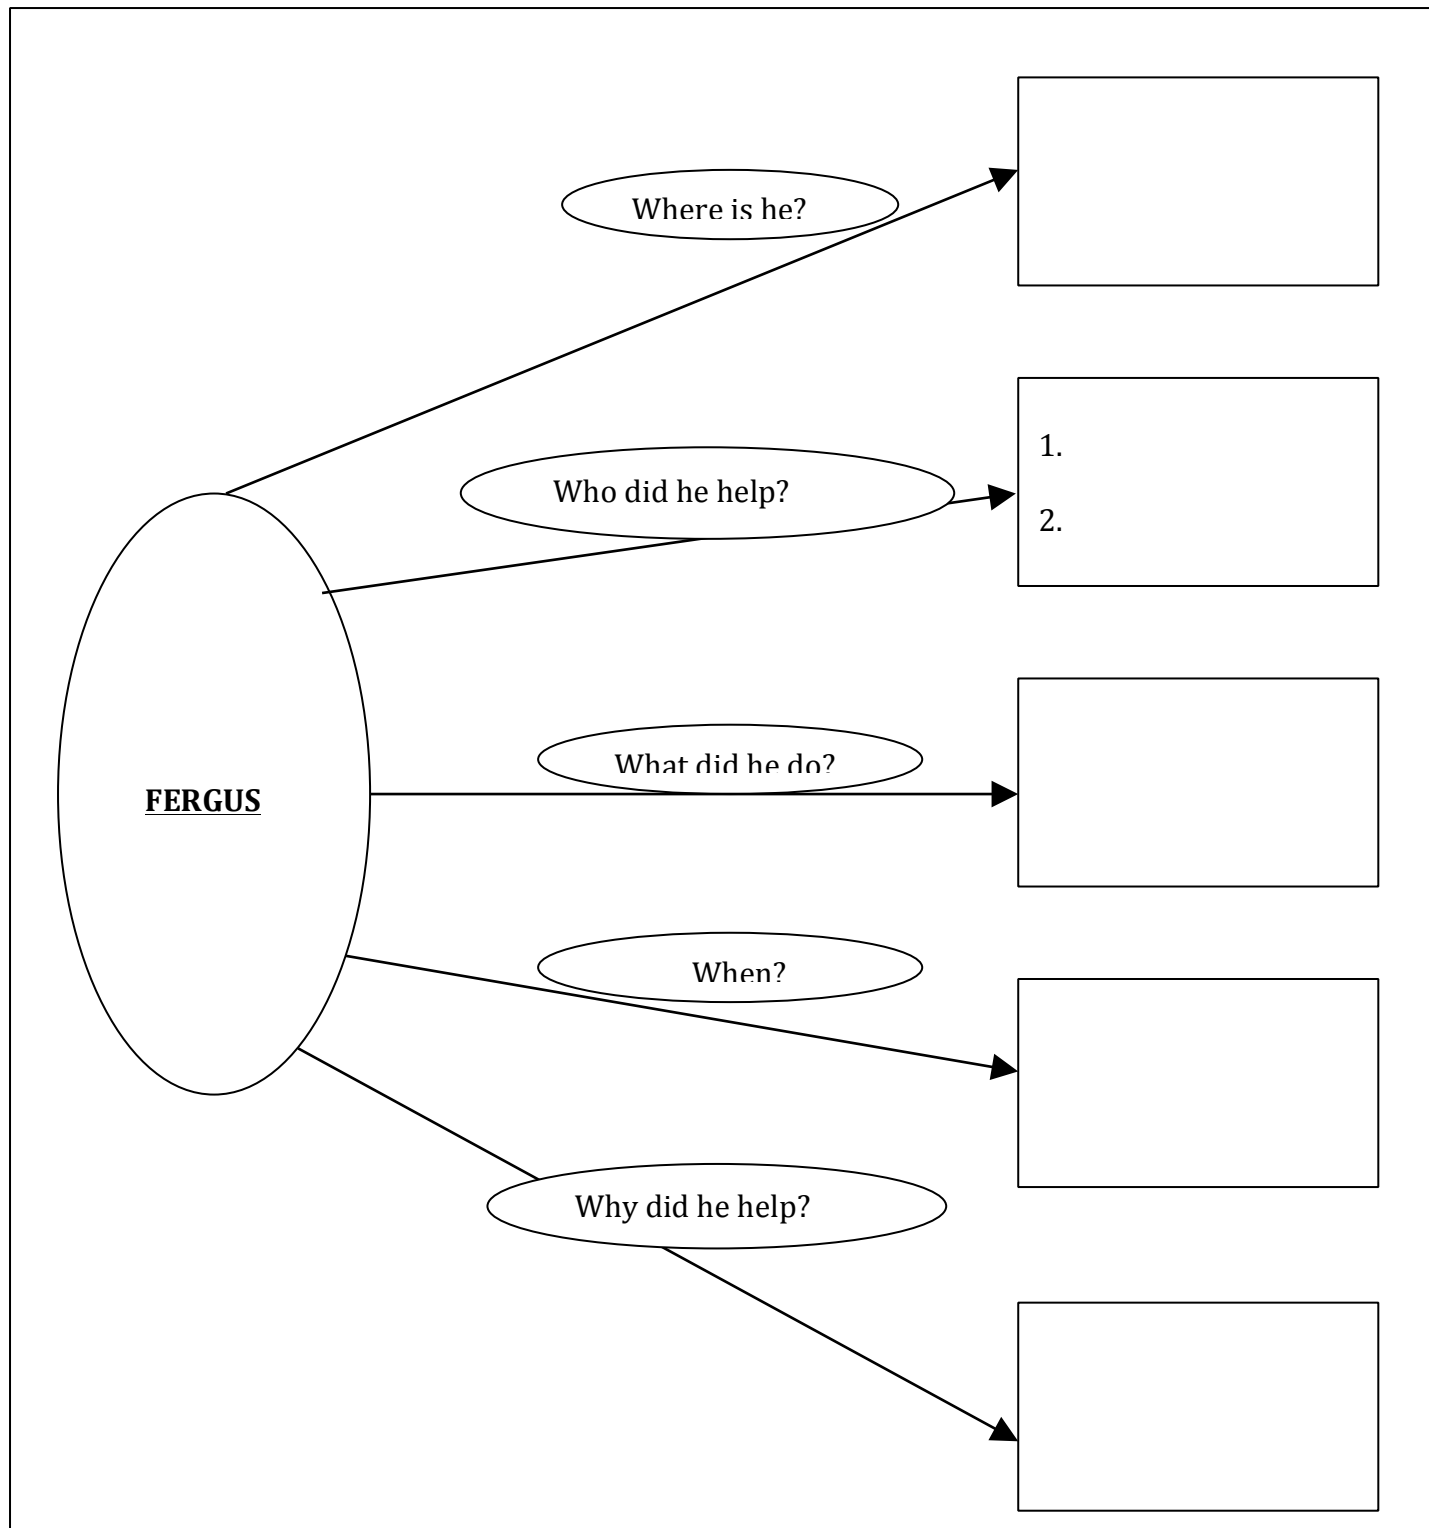 Where is he?
1.
Who did he help?
2.
What did he do?
FERGUS
When?
Why did he help?